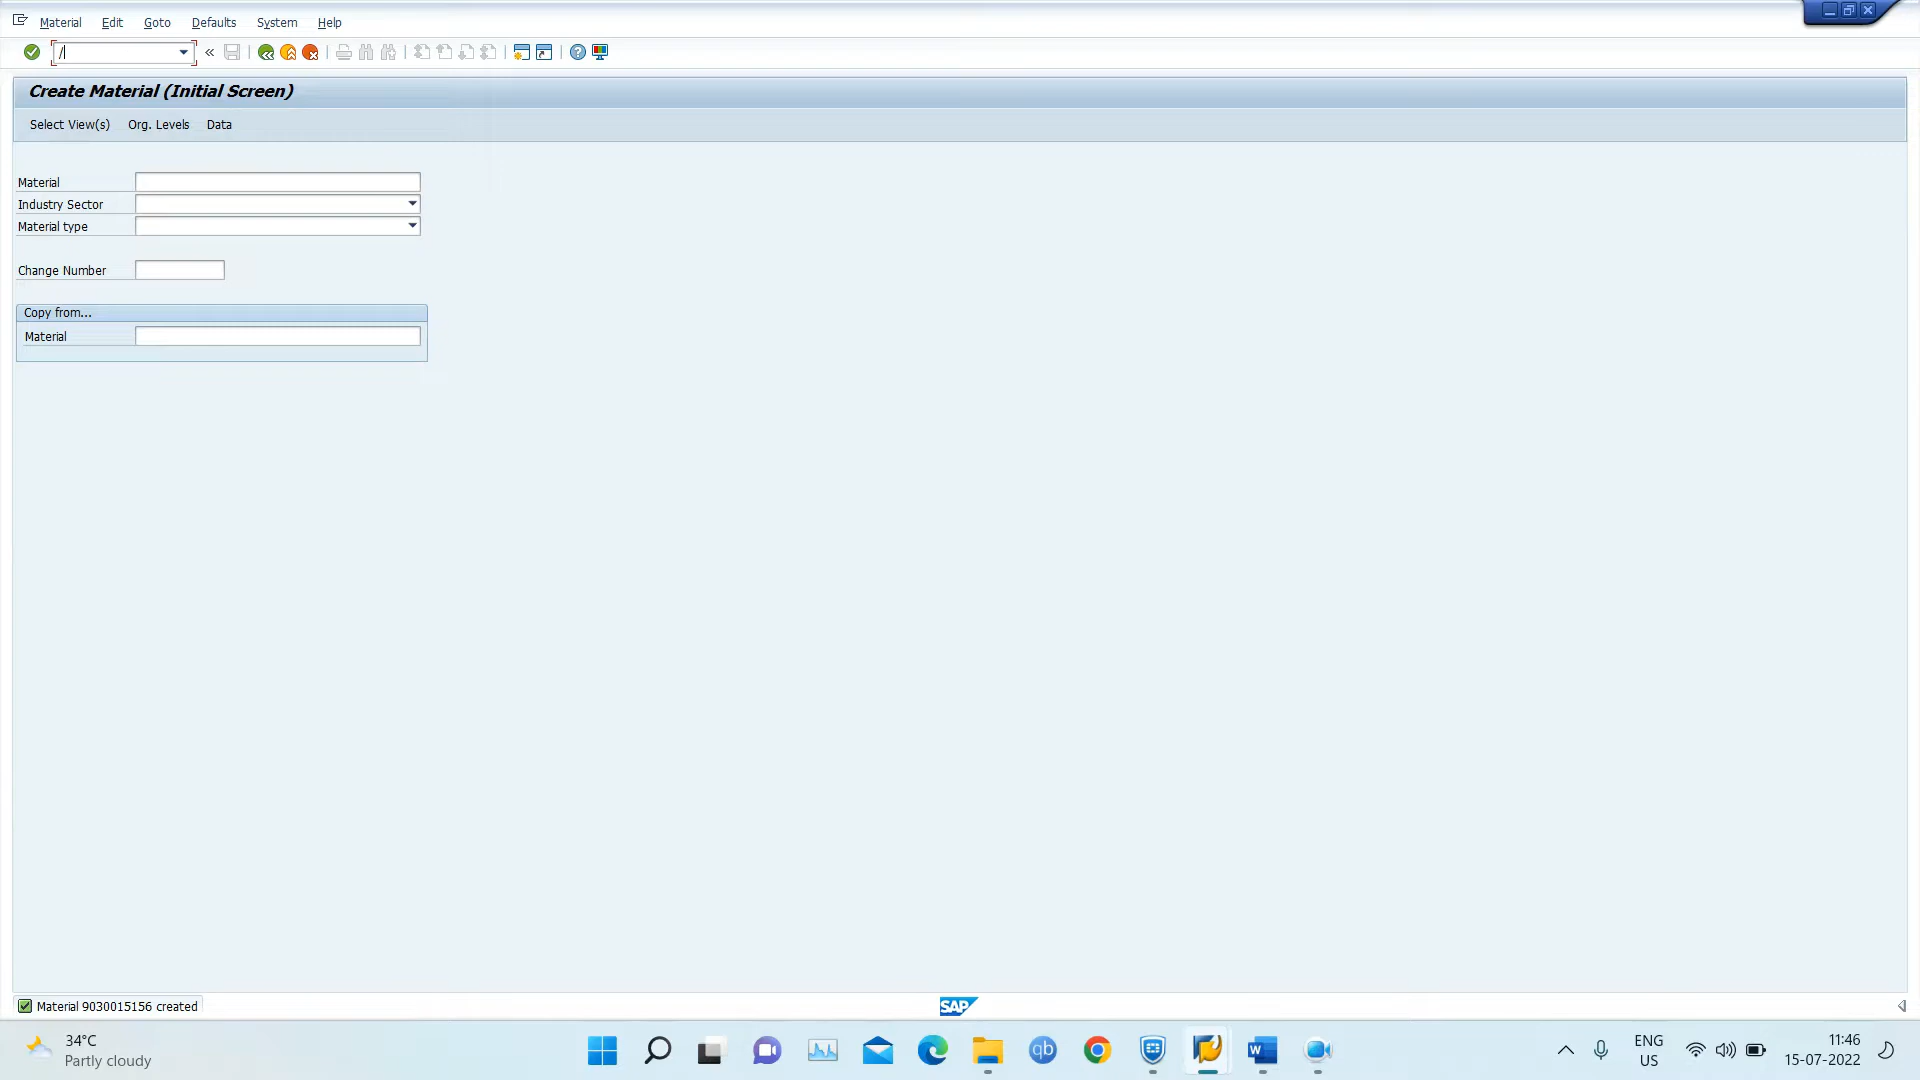 Material Edit Goto Defaults System Help
/
«
Create Material (Initial Screen)
Select View(s) Org. Levels Data
Material
Industry Sector
Material type
Change Number
Copy from...
Material
Material 9030015156 created
SAP
34°C
Partly cloudy
qb
W
ENG
US
11:46
15-07-2022